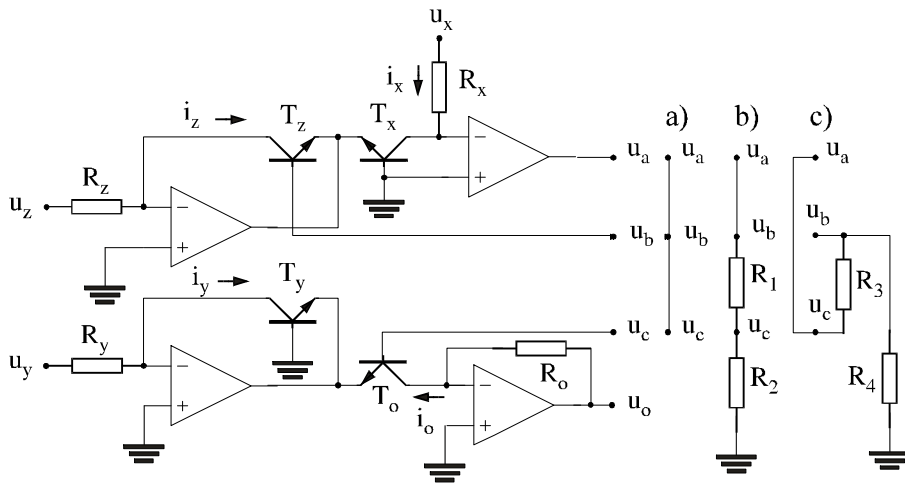 u_x
i_x
R_x
a)
b)
c)
i_z
T_z
T_x
−
+
u_a
u_a
u_a
u_a
R_z
u_z
−
+
u_b
u_b
u_b
u_b
R_1
R_3
i_y
T_y
R_y
u_y
−
+
u_c
u_c
u_c
u_c
T_o
R_o
i_o
−
+
R_2
R_4
u_o